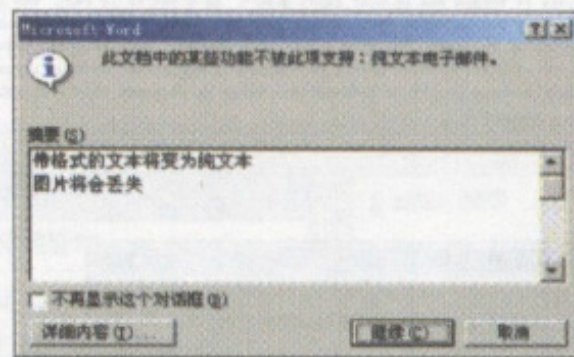 Microsoft Word
此文档中的某些功能不被此项支持：纯文本电子邮件。
摘要(S)
带格式的文本将变为纯文本
图片将会丢失
不再显示这个对话框(D)
详细内容(T)...
继续(C)
取消